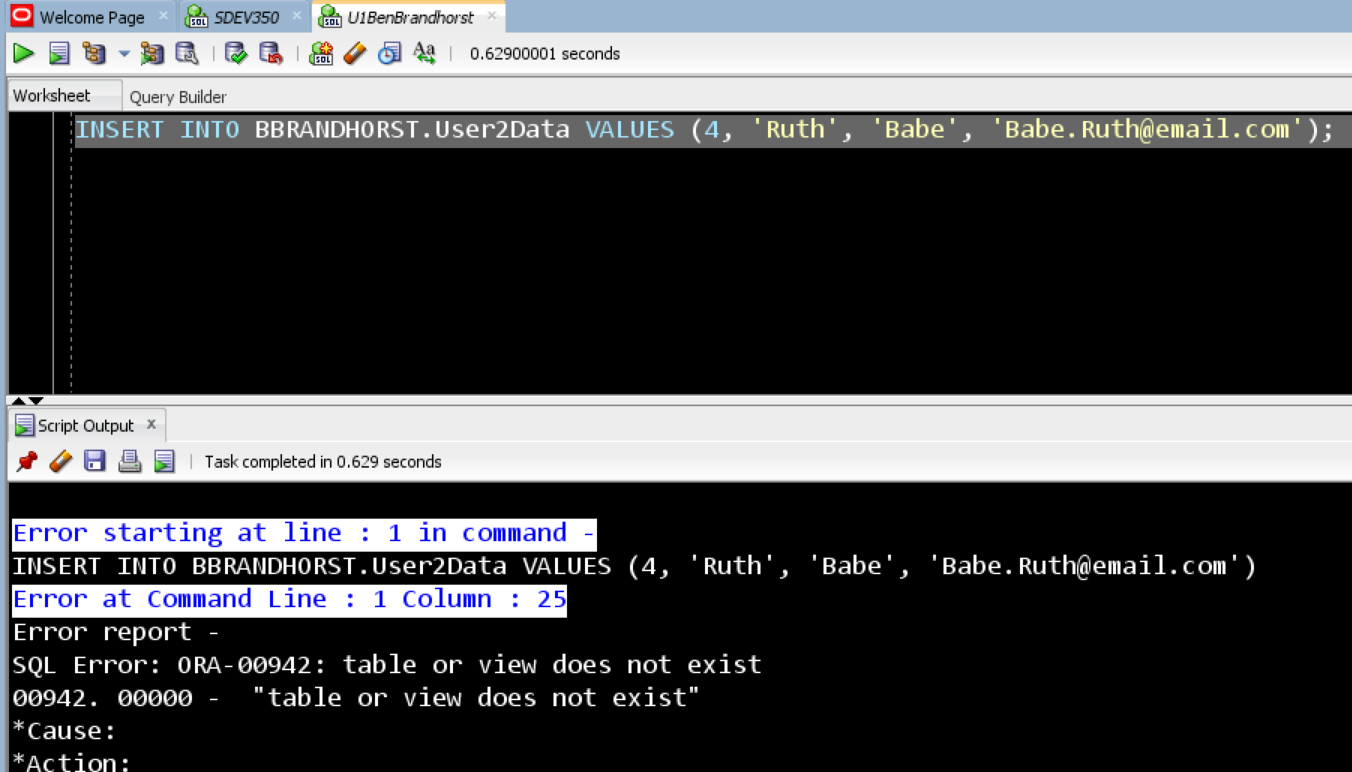 Welcome Page SDEV350 U1BenBrandhorst
SQL SQL SQL Aa 0.62900001 seconds
Worksheet Query Builder
INSERT INTO BBRANDHORST.User2Data VALUES (4, 'Ruth', 'Babe', 'Babe.Ruth@email.com');
Script Output x
Task completed in 0.629 seconds
Error starting at line : 1 in command -
INSERT INTO BBRANDHORST.User2Data VALUES (4, 'Ruth', 'Babe', 'Babe.Ruth@email.com')
Error at Command Line : 1 Column : 25
Error report -
SQL Error: ORA-00942: table or view does not exist
00942. 00000 -  "table or view does not exist"
*Cause:
*Action: